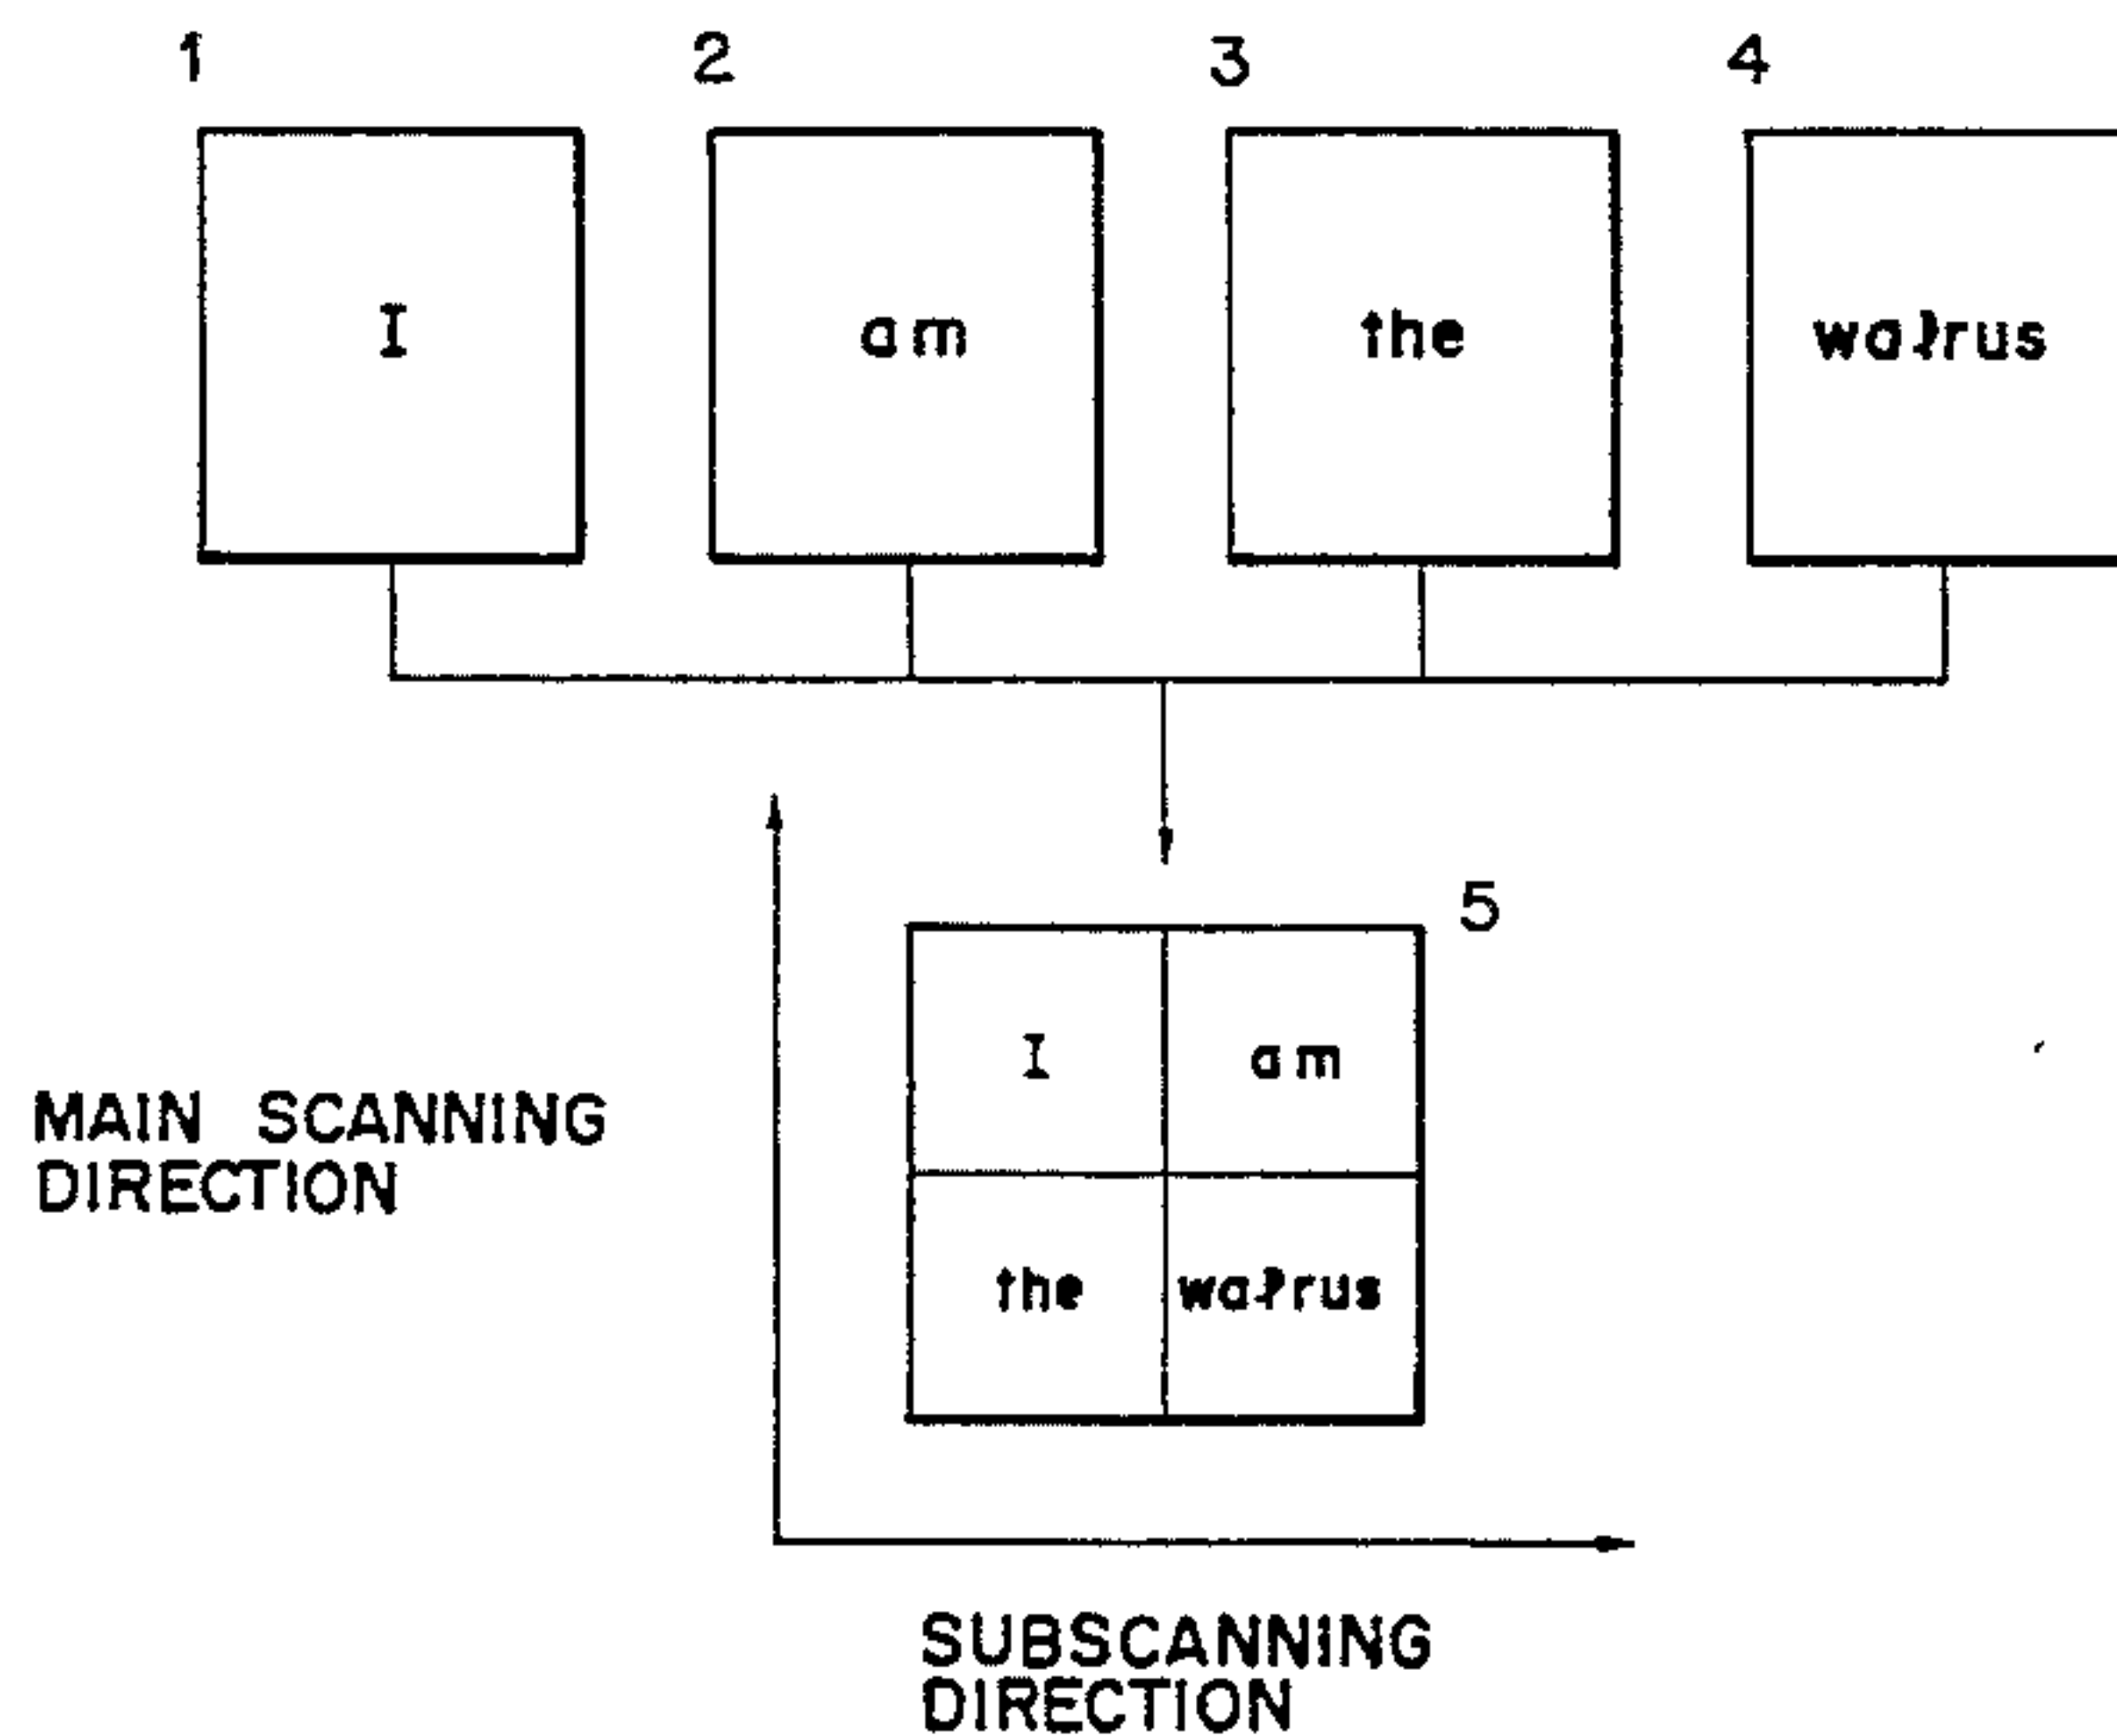 1 2 3 4
I am the walrus
5
I am
the walrus
MAIN SCANNING
DIRECTION
SUBSCANNING
DIRECTION